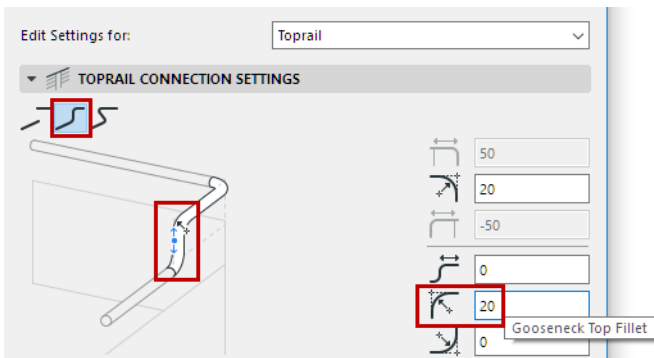 Edit Settings for:
Toprail
TOPRAIL CONNECTION SETTINGS
50
20
-50
0
20
Gooseneck Top Fillet
0